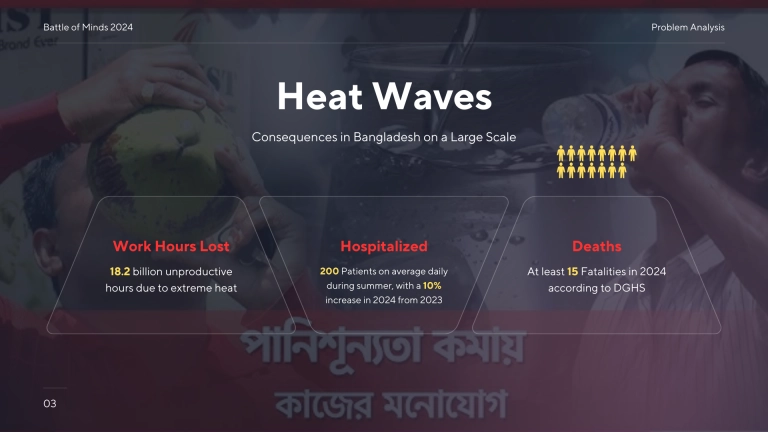 Battle of Minds 2024
Problem Analysis
Brand Ever
Heat Waves
Consequences in Bangladesh on a Large Scale
Work Hours Lost
18.2 billion unproductive
hours due to extreme heat
Hospitalized
200 Patients on average daily
during summer, with a 10%
increase in 2024 from 2023
Deaths
At least 15 Fatalities in 2024
according to DGHS
পানিশূন্যতা কমায়
কাজের মনোযোগ
03